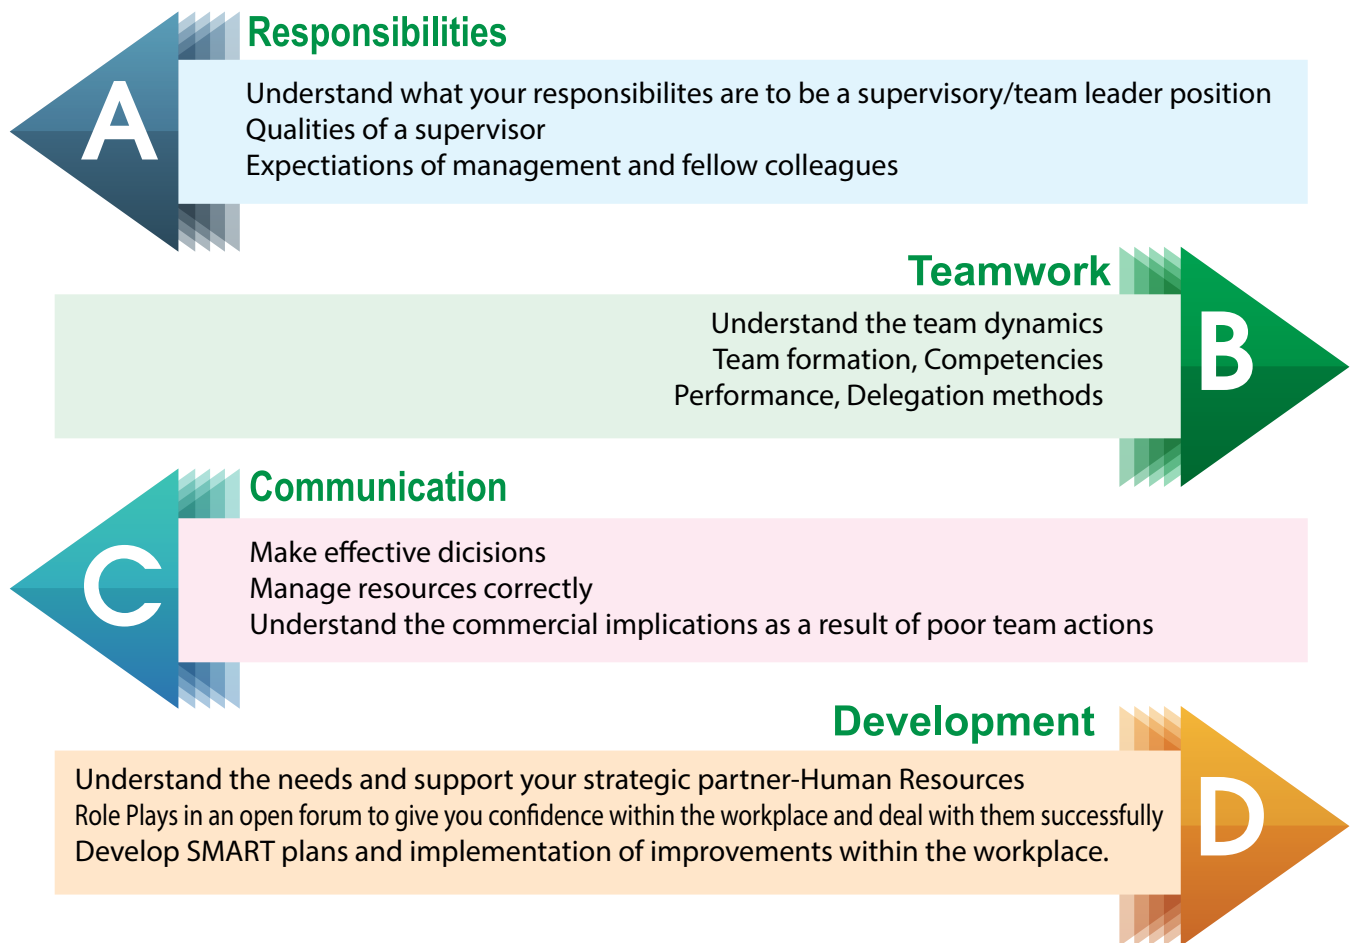 Responsibilities
A
Understand what your responsibilites are to be a supervisory/team leader position
Qualities of a supervisor
Expectiations of management and fellow colleagues
Teamwork
B
Understand the team dynamics
Team formation, Competencies
Performance, Delegation methods
Communication
C
Make effective dicisions
Manage resources correctly
Understand the commercial implications as a result of poor team actions
Development
D
Understand the needs and support your strategic partner-Human Resources
Role Plays in an open forum to give you confidence within the workplace and deal with them successfully
Develop SMART plans and implementation of improvements within the workplace.